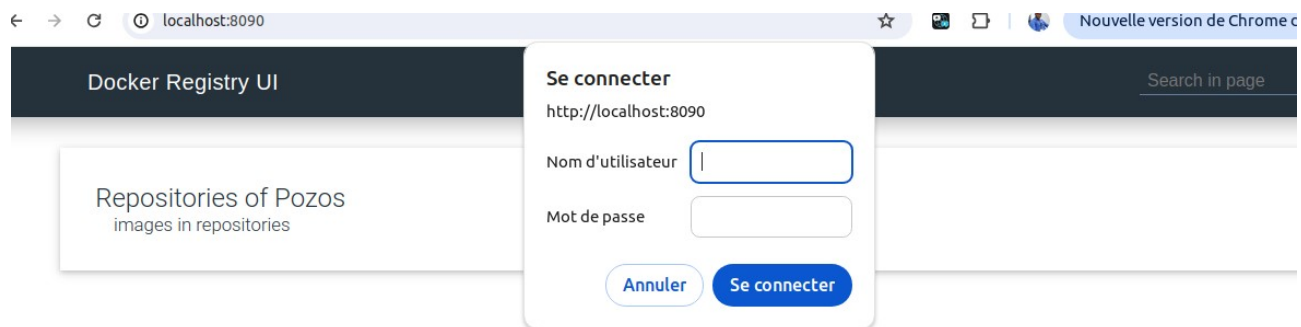 localhost:8090
Nouvelle version de Chrome
Docker Registry UI
Search in page
Se connecter
http://localhost:8090
Nom d'utilisateur
Mot de passe
Annuler
Se connecter
Repositories of Pozos
images in repositories